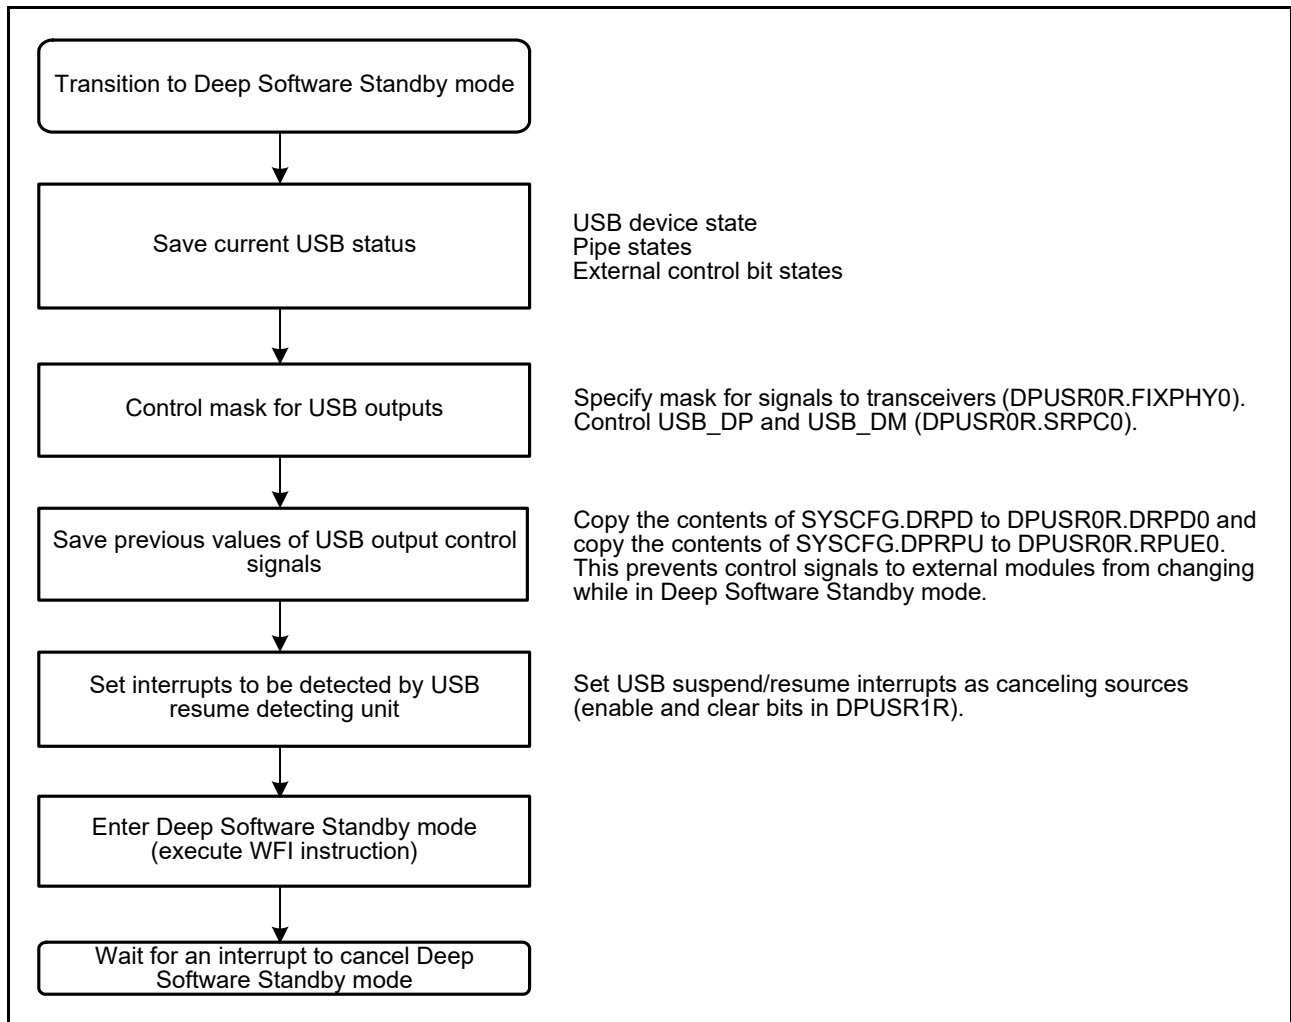 Transition to Deep Software Standby mode
Save current USB status
USB device state
Pipe states
External control bit states
Control mask for USB outputs
Specify mask for signals to transceivers (DPUSR0R.FIXPHY0).
Control USB_DP and USB_DM (DPUSR0R.SRPC0).
Save previous values of USB output control
signals
Copy the contents of SYSCFG.DRPD to DPUSR0R.DRPD0 and
copy the contents of SYSCFG.DPRPU to DPUSR0R.RPUE0.
This prevents control signals to external modules from changing
while in Deep Software Standby mode.
Set interrupts to be detected by USB
resume detecting unit
Set USB suspend/resume interrupts as canceling sources
(enable and clear bits in DPUSR1R).
Enter Deep Software Standby mode
(execute WFI instruction)
Wait for an interrupt to cancel Deep
Software Standby mode